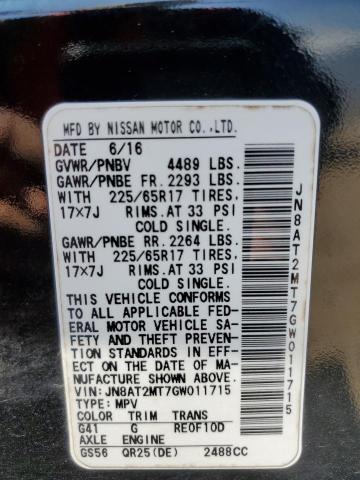 MFD BY NISSAN MOTOR CO.,LTD.
DATE 6/16
GVWR/PNBV 4489 LBS.
GAWR/PNBE FR. 2293 LBS.
WITH 225/65R17 TIRES,
17×7J RIMS.AT 33 PSI
COLD SINGLE.
GAWR/PNBE RR. 2264 LBS.
WITH 225/65R17 TIRES,
17×7J RIMS.AT 33 PSI
COLD SINGLE.
THIS VEHICLE CONFORMS
TO ALL APPLICABLE FED-
ERAL MOTOR VEHICLE SA-
FETY AND THEFT PREVENTION
STANDARDS IN EFFECT
ON THE DATE OF MA-
NUFACTURE SHOWN ABOVE.
VIN: JN8AT2MT7GW011715
TYPE: MPV
COLOR TRIM TRANS
G41 G RE0F10D
AXLE ENGINE
GS56 QR25(DE) 2488CC
JN8AT2MT7GW011715